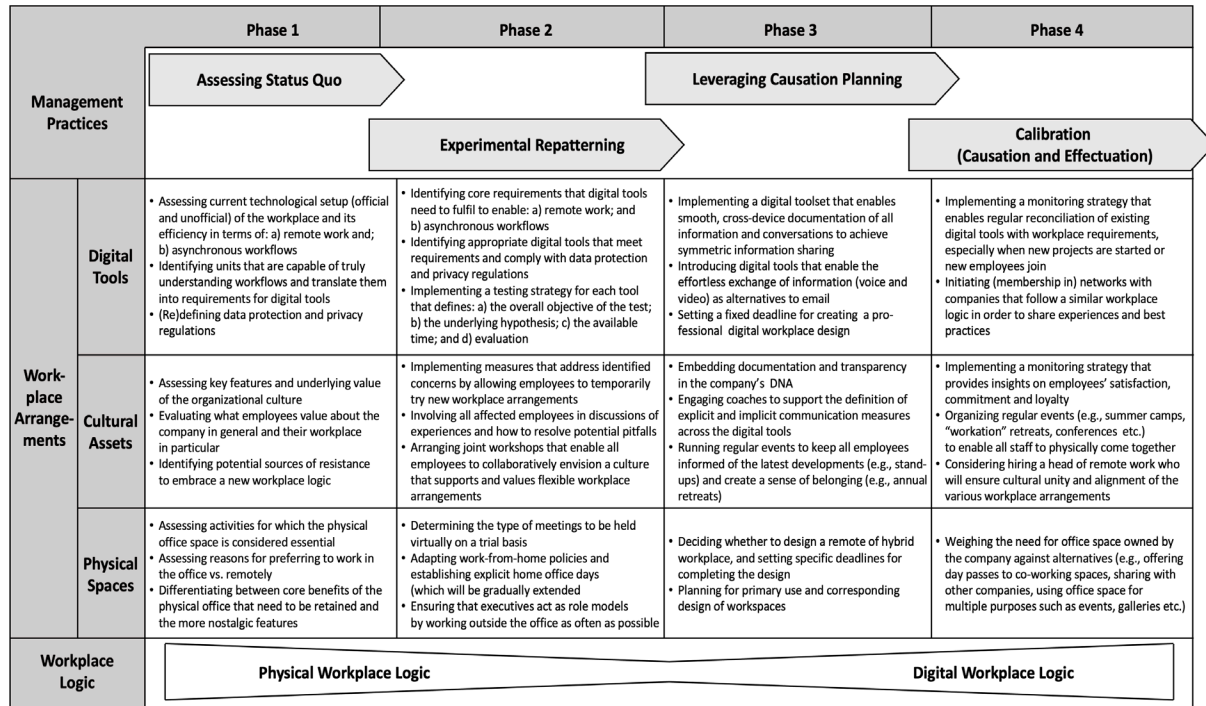 Phase 1
Phase 2
Phase 3
Phase 4
Management
Practices
Assessing Status Quo
Leveraging Causation Planning
Experimental Repatterning
Calibration
(Causation and Effectuation)
Work-
place
Arrange-
ments
Digital
Tools
• Assessing current technological setup (official
and unofficial) of the workplace and its
efficiency in terms of: a) remote work and;
b) asynchronous workflows
• Identifying units that are capable of truly
understanding workflows and translate them
into requirements for digital tools
• (Re)defining data protection and privacy
regulations
• Identifying core requirements that digital tools
need to fulfil to enable: a) remote work; and
b) asynchronous workflows
• Identifying appropriate digital tools that meet
requirements and comply with data protection
and privacy regulations
• Implementing a testing strategy for each tool
that defines: a) the overall objective of the test;
b) the underlying hypothesis; c) the available
time; and d) evaluation
• Implementing a digital toolset that enables
smooth, cross-device documentation of all
information and conversations to achieve
symmetric information sharing
• Introducing digital tools that enable the
effortless exchange of information (voice and
video) as alternatives to email
• Setting a fixed deadline for creating a pro-
fessional digital workplace design
• Implementing a monitoring strategy that
enables regular reconciliation of existing
digital tools with workplace requirements,
especially when new projects are started or
new employees join
• Initiating (membership in) networks with
companies that follow a similar workplace
logic in order to share experiences and best
practices
Cultural
Assets
• Assessing key features and underlying value
of the organizational culture
• Evaluating what employees value about the
company in general and their workplace
in particular
• Identifying potential sources of resistance
to embrace a new workplace logic
• Implementing measures that address identified
concerns by allowing employees to temporarily
try new workplace arrangements
• Involving all affected employees in discussions of
experiences and how to resolve potential pitfalls
• Arranging joint workshops that enable all
employees to collaboratively envision a culture
that supports and values flexible workplace
arrangements
• Embedding documentation and transparency
in the company's DNA
• Engaging coaches to support the definition of
explicit and implicit communication measures
across the digital tools
• Running regular events to keep all employees
informed of the latest developments (e.g., stand-
ups) and create a sense of belonging (e.g., annual
retreats)
• Implementing a monitoring strategy that
provides insights on employees' satisfaction,
commitment and loyalty
• Organizing regular events (e.g., summer camps,
“workation” retreats, conferences etc.)
to enable all staff to physically come together
• Considering hiring a head of remote work who
will ensure cultural unity and alignment of the
various workplace arrangements
Physical
Spaces
• Assessing activities for which the physical
office space is considered essential
• Assessing reasons for preferring to work in
the office vs. remotely
• Differentiating between core benefits of the
physical office that need to be retained and
the more nostalgic features
• Determining the type of meetings to be held
virtually on a trial basis
• Adapting work-from-home policies and
establishing explicit home office days
(which will be gradually extended
• Ensuring that executives act as role models
by working outside the office as often as possible
• Deciding whether to design a remote of hybrid
workplace, and setting specific deadlines for
completing the design
• Planning for primary use and corresponding
design of workspaces
• Weighing the need for office space owned by
the company against alternatives (e.g., offering
day passes to co-working spaces, sharing with
other companies, using office space for
multiple purposes such as events, galleries etc.)
Workplace
Logic
Physical Workplace Logic
Digital Workplace Logic